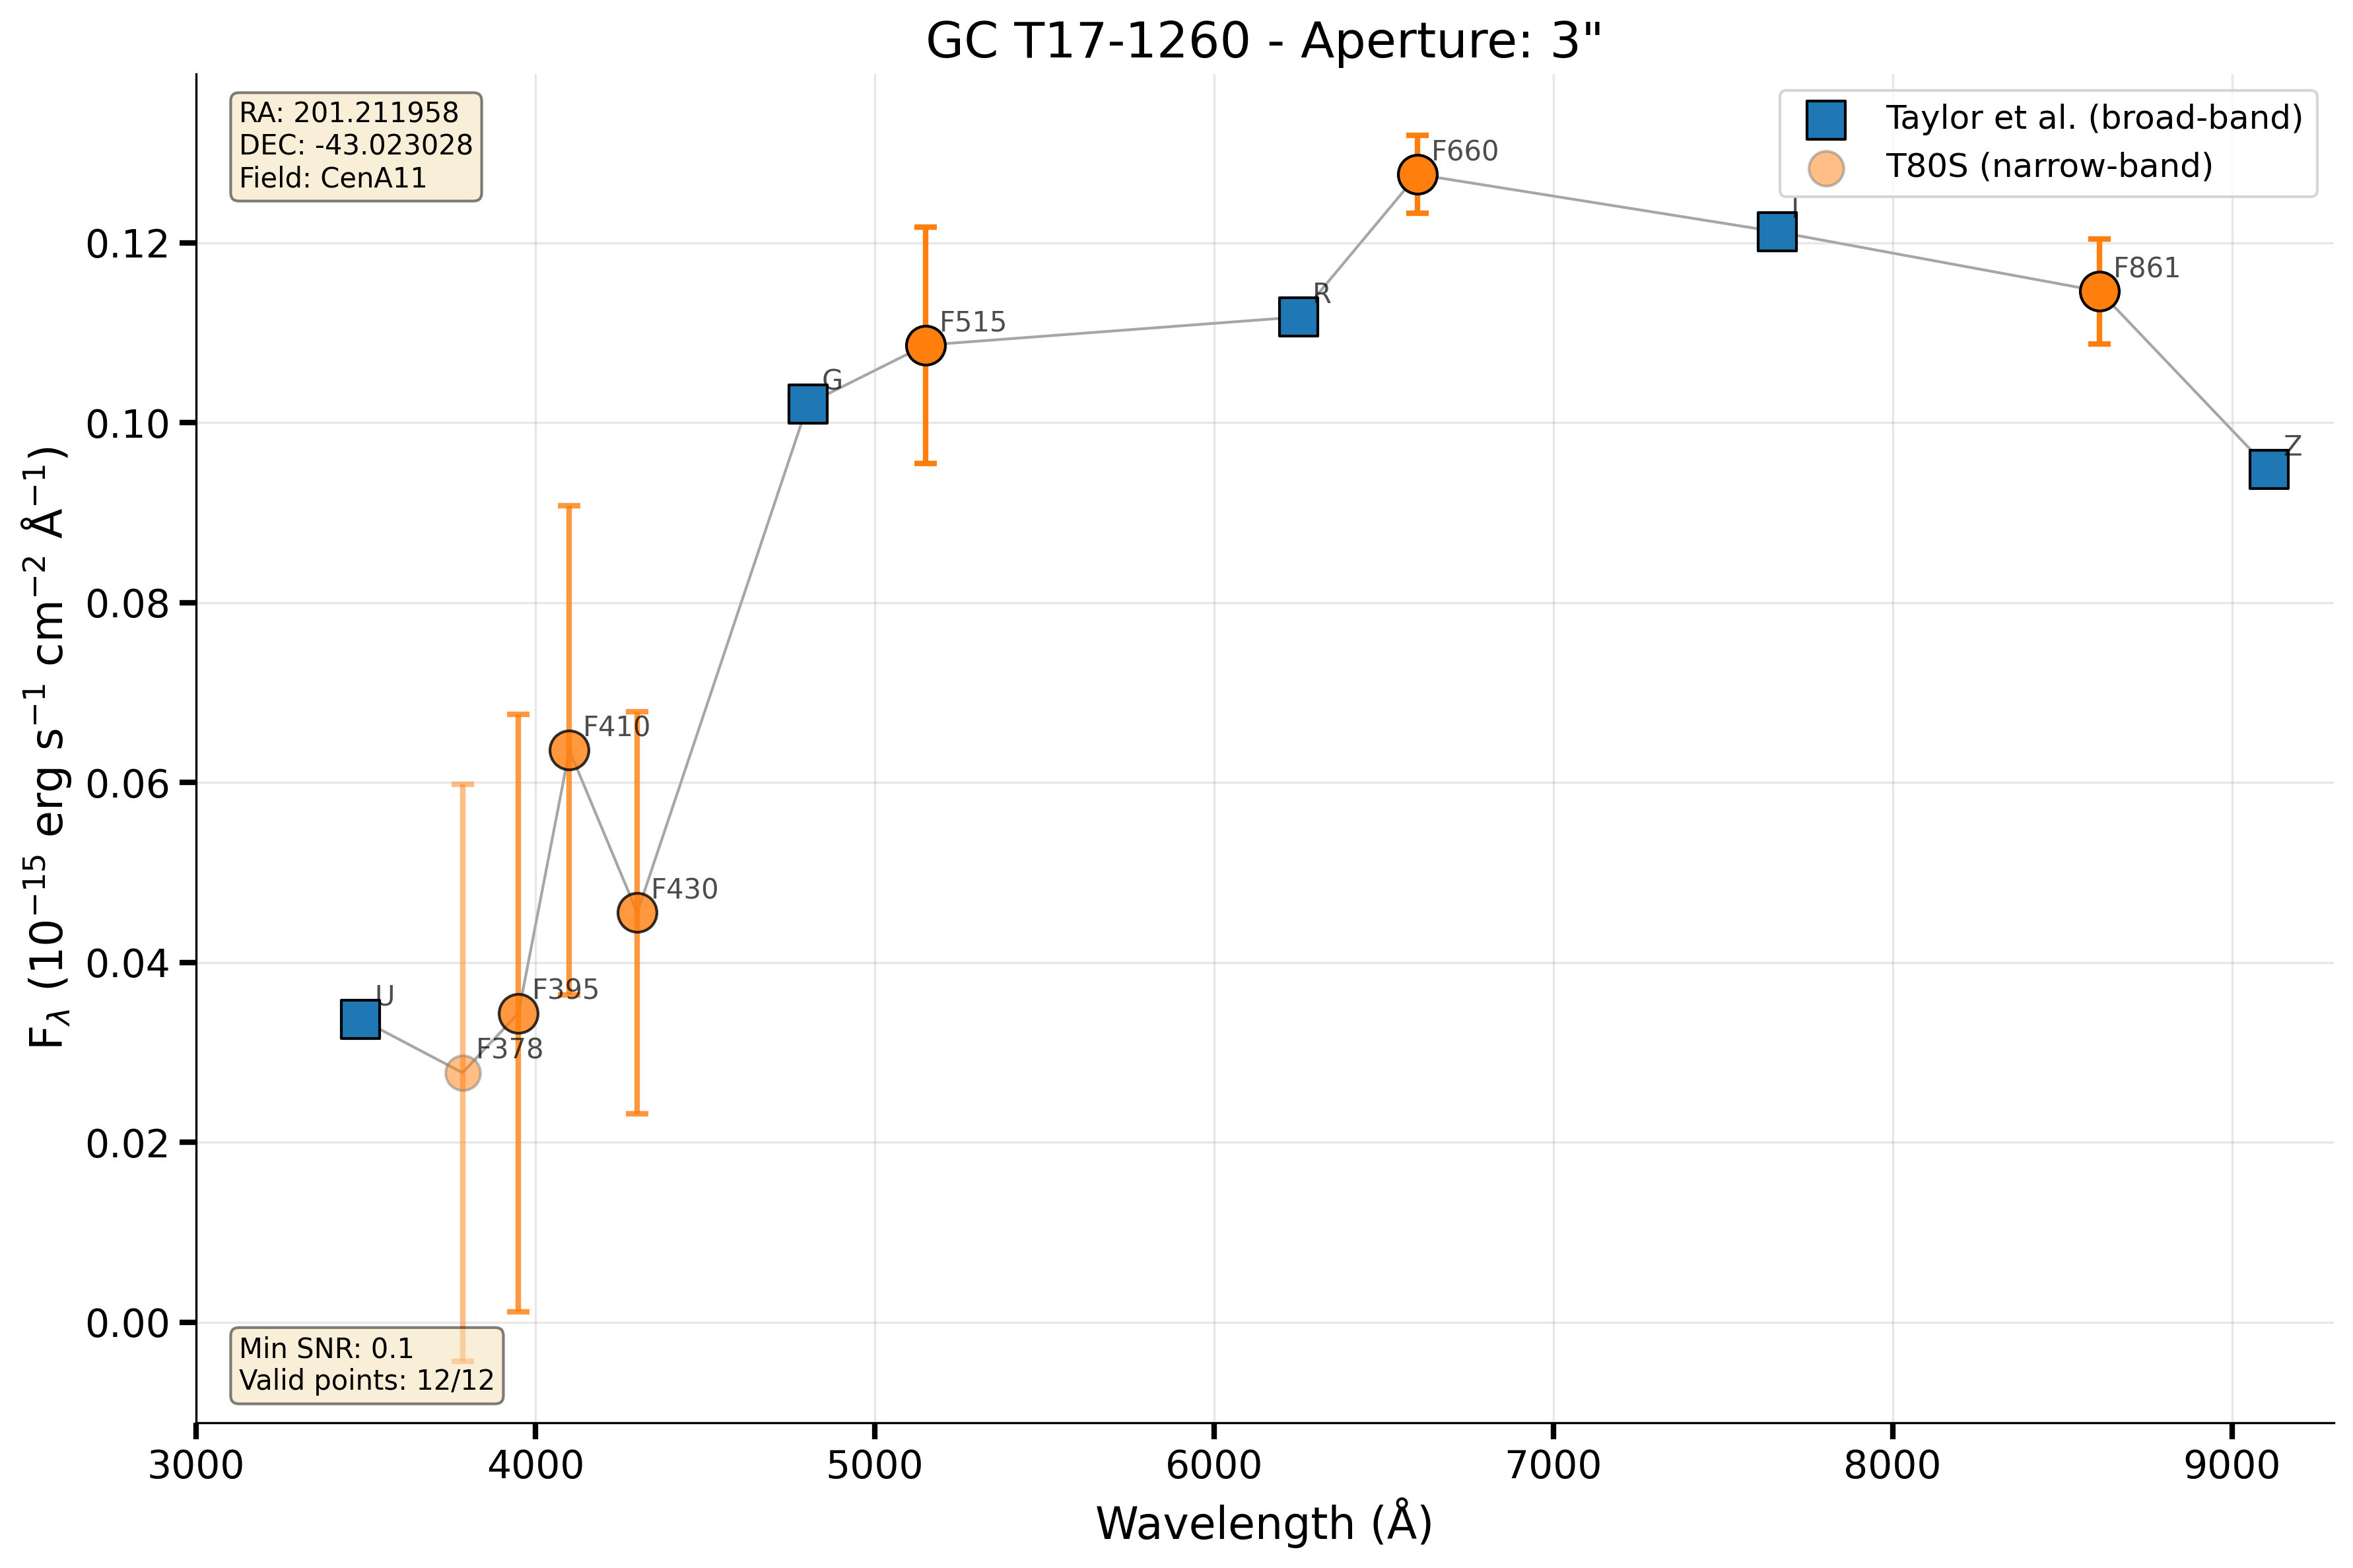 GC T17-1260 - Aperture: 3"
RA: 201.211958
DEC: -43.023028
Field: CenA11
Taylor et al. (broad-band)
T80S (narrow-band)
F660
I
F861
F515
R
G
Z
F410
F430
U
F395
F378
0.12
0.10
0.08
0.06
0.04
0.02
0.00
F_λ (10⁻¹⁵ erg s⁻¹ cm⁻² Å⁻¹)
Min SNR: 0.1
Valid points: 12/12
3000 4000 5000 6000 7000 8000 9000
Wavelength (Å)